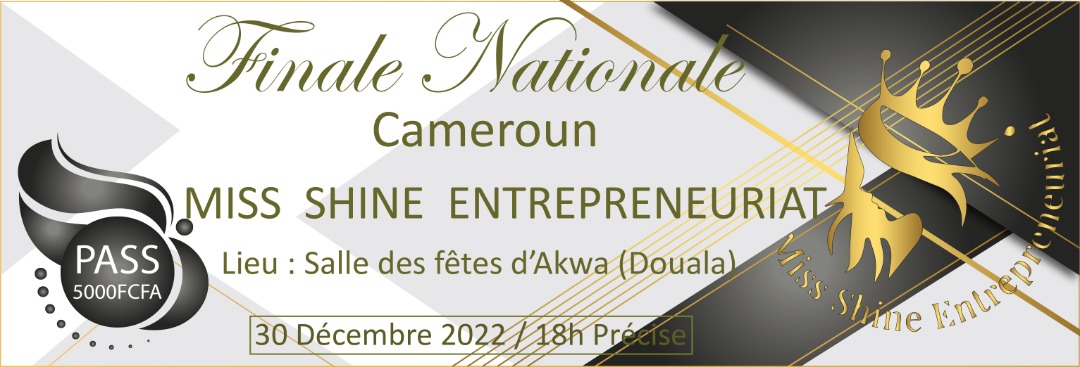 Finale Nationale
Cameroun
MISS SHINE ENTREPRENEURIAT
Lieu : Salle des fêtes d’Akwa (Douala)
30 Décembre 2022 / 18h Précise
PASS
5000FCFA
Miss Shine Entrepreneurial